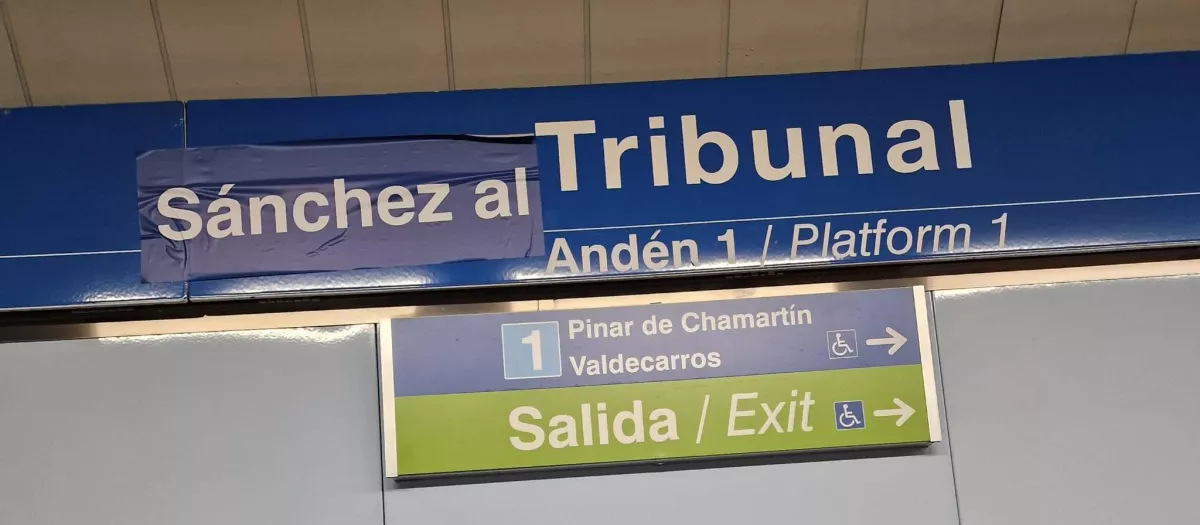 Sánchez al Tribunal
Andén 1 / Platform 1
1 Pinar de Chamartín
Valdecarros
Salida / Exit